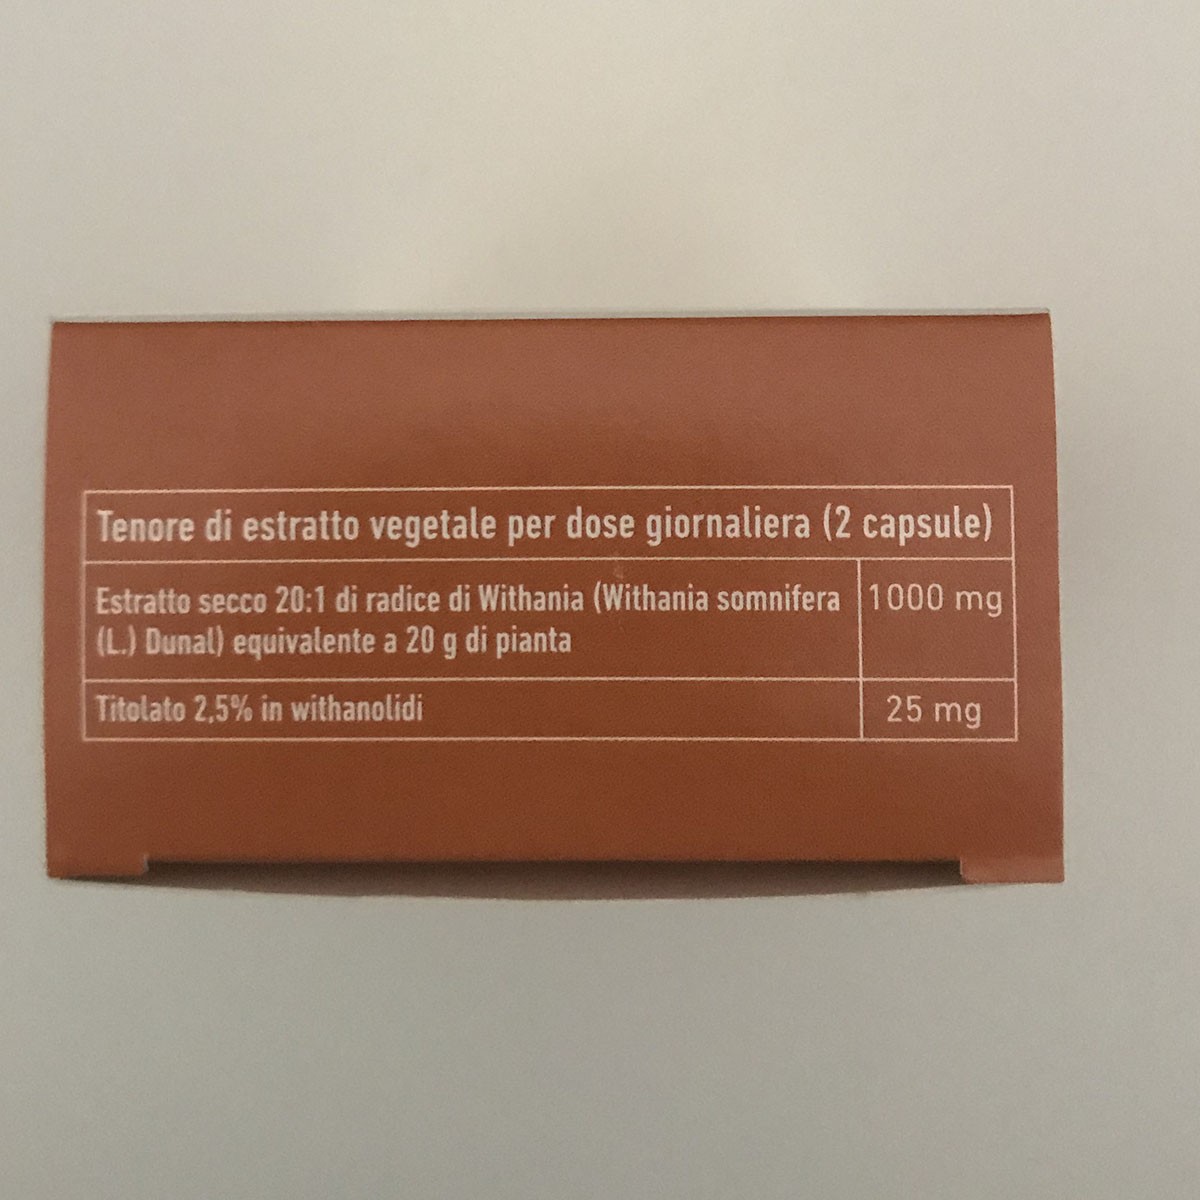 Tenore di estratto vegetale per dose giornaliera (2 capsule)
Estratto secco 20:1 di radice di Withania (Withania somnifera 1000 mg
(L.) Dunal) equivalente a 20 g di pianta
Titolato 2,5% in withanolidi 25 mg